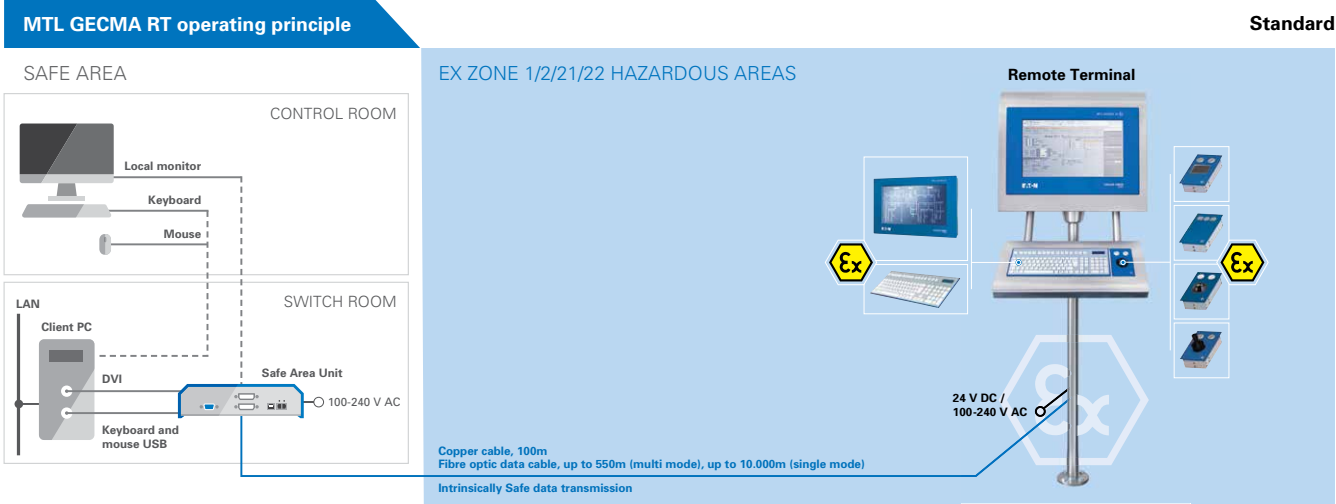 MTL GECMA RT operating principle
Standard
SAFE AREA
CONTROL ROOM
Local monitor
Keyboard
Mouse
SWITCH ROOM
LAN
Client PC
DVI
Safe Area Unit
100-240 V AC
Keyboard and
mouse USB
EX ZONE 1/2/21/22 HAZARDOUS AREAS
Remote Terminal
E·T·N
Ex
Ex
Ex
24 V DC /
100-240 V AC
Copper cable, 100m
Fibre optic data cable, up to 550m (multi mode), up to 10.000m (single mode)
Intrinsically Safe data transmission